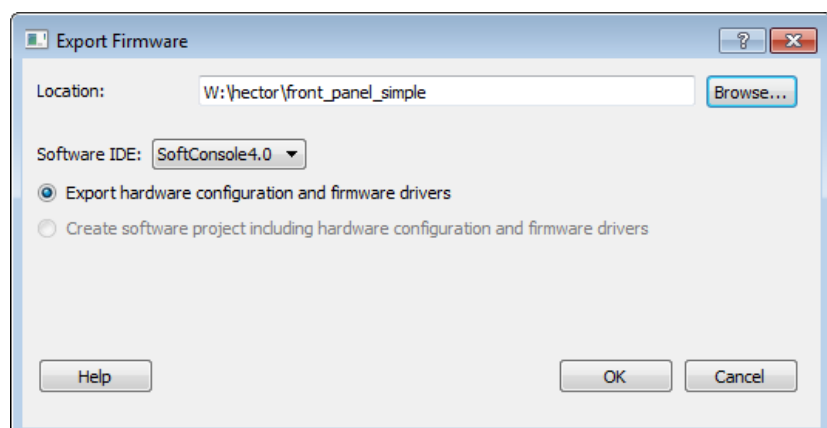 Export Firmware
Location: W:\hector\front_panel_simple Browse...
Software IDE: SoftConsole4.0
Export hardware configuration and firmware drivers
Create software project including hardware configuration and firmware drivers
Help OK Cancel